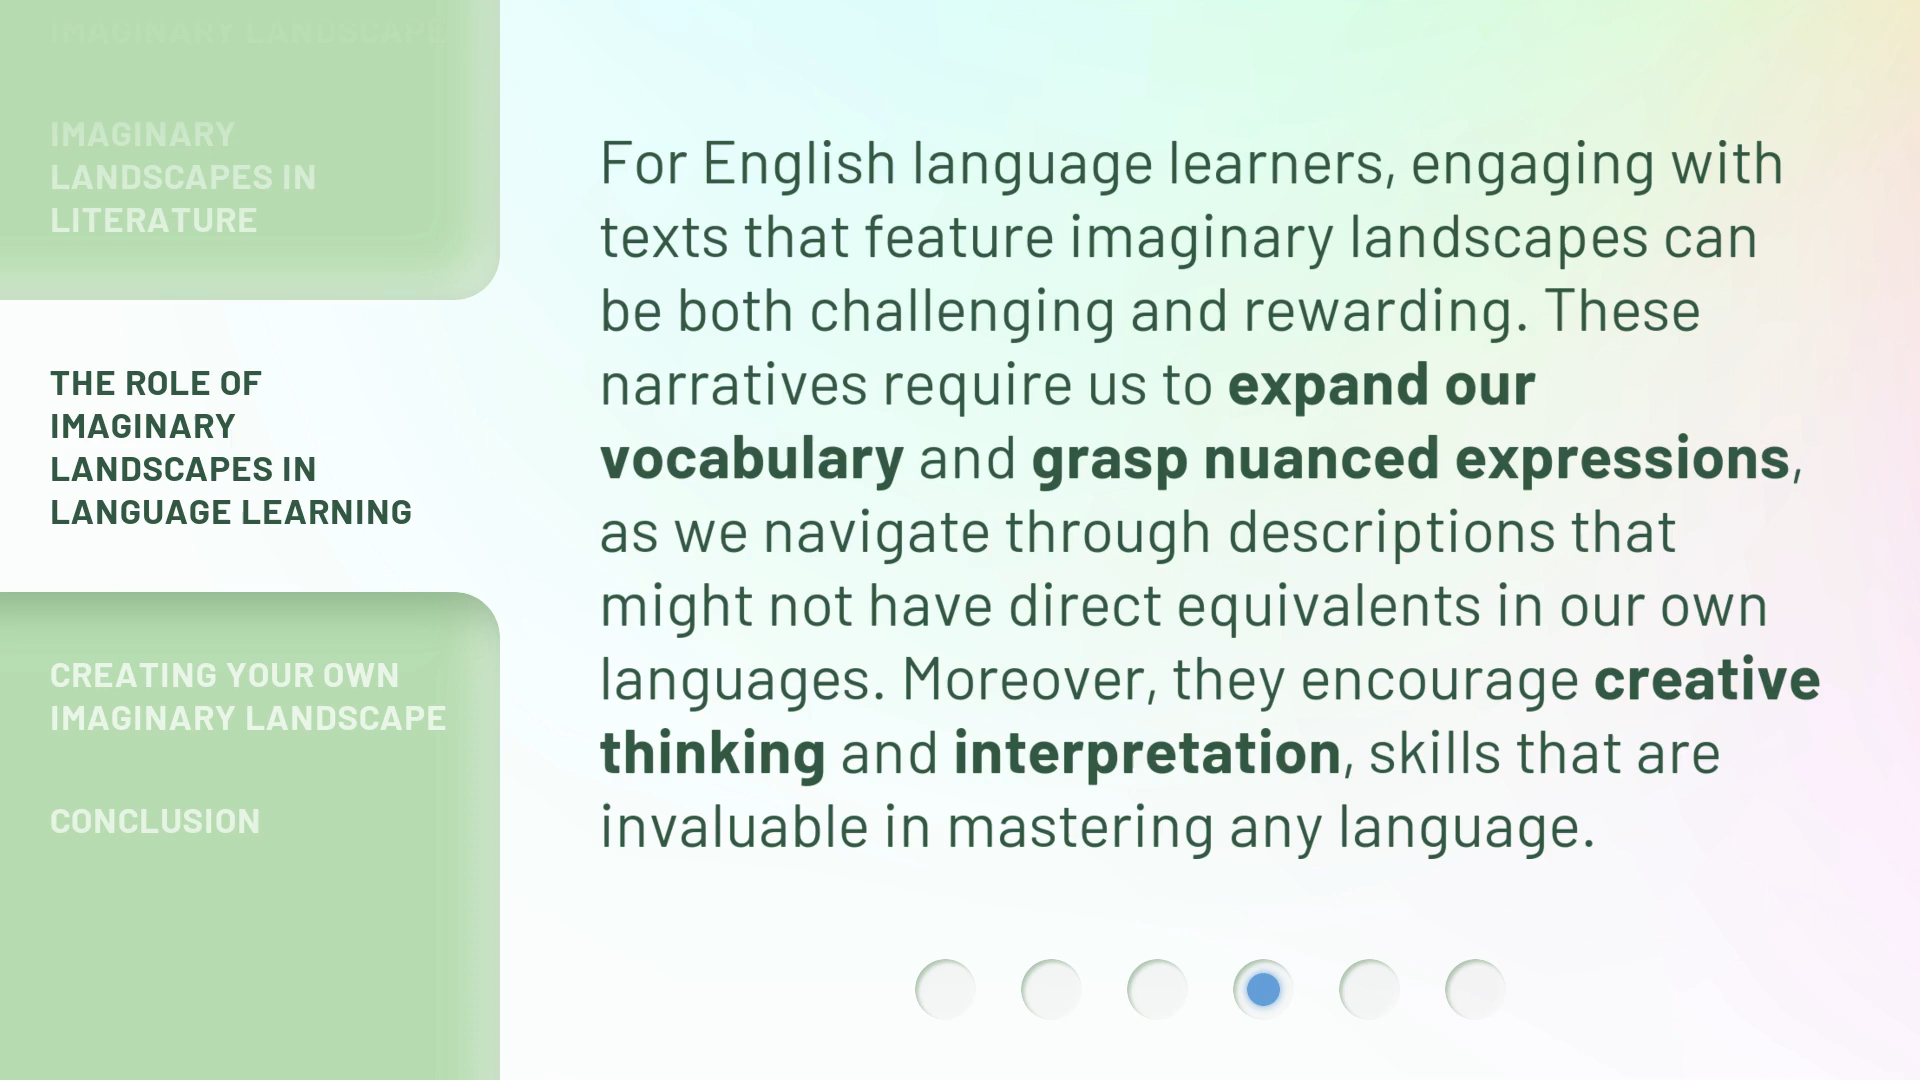 IMAGINARY LANDSCAPE
IMAGINARY
LANDSCAPES IN
LITERATURE
THE ROLE OF
IMAGINARY
LANDSCAPES IN
LANGUAGE LEARNING
CREATING YOUR OWN
IMAGINARY LANDSCAPE
CONCLUSION
For English language learners, engaging with
texts that feature imaginary landscapes can
be both challenging and rewarding. These
narratives require us to expand our
vocabulary and grasp nuanced expressions,
as we navigate through descriptions that
might not have direct equivalents in our own
languages. Moreover, they encourage creative
thinking and interpretation, skills that are
invaluable in mastering any language.